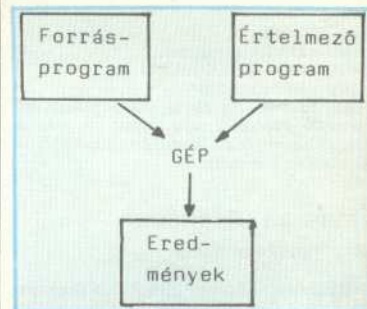 Forrás-
program
Értelmező
program
GÉP
Ered-
mények